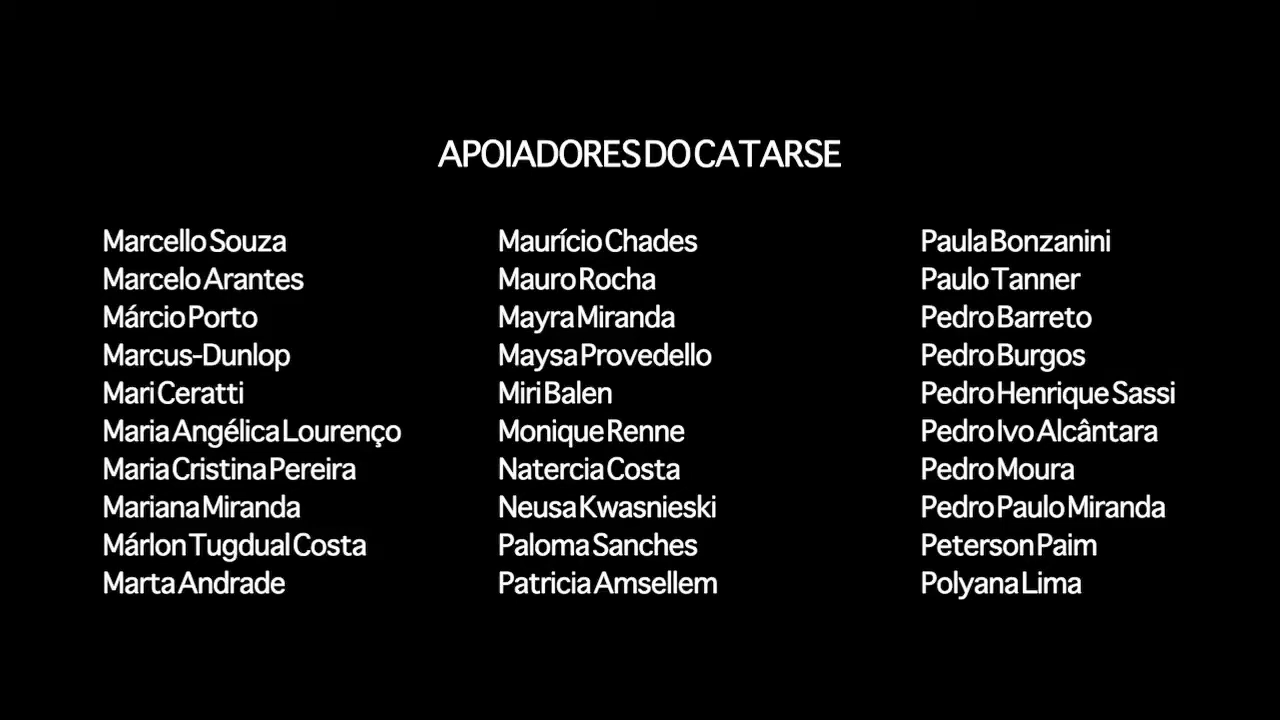 APOIADORES DO CATARSE
Marcello Souza
Marcelo Arantes
Márcio Porto
Marcus-Dunlop
Mari Ceratti
Maria Angélica Lourenço
Maria Cristina Pereira
Mariana Miranda
Márlon Tugdual Costa
Marta Andrade
Maurício Chades
Mauro Rocha
Mayra Miranda
Maysa Provedello
Miri Balen
Monique Renne
Natercia Costa
Neusa Kwasnieski
Paloma Sanches
Patricia Amsellem
Paula Bonzanini
Paulo Tanner
Pedro Barreto
Pedro Burgos
Pedro Henrique Sassi
Pedro Ivo Alcântara
Pedro Moura
Pedro Paulo Miranda
Peterson Paim
Polyana Lima